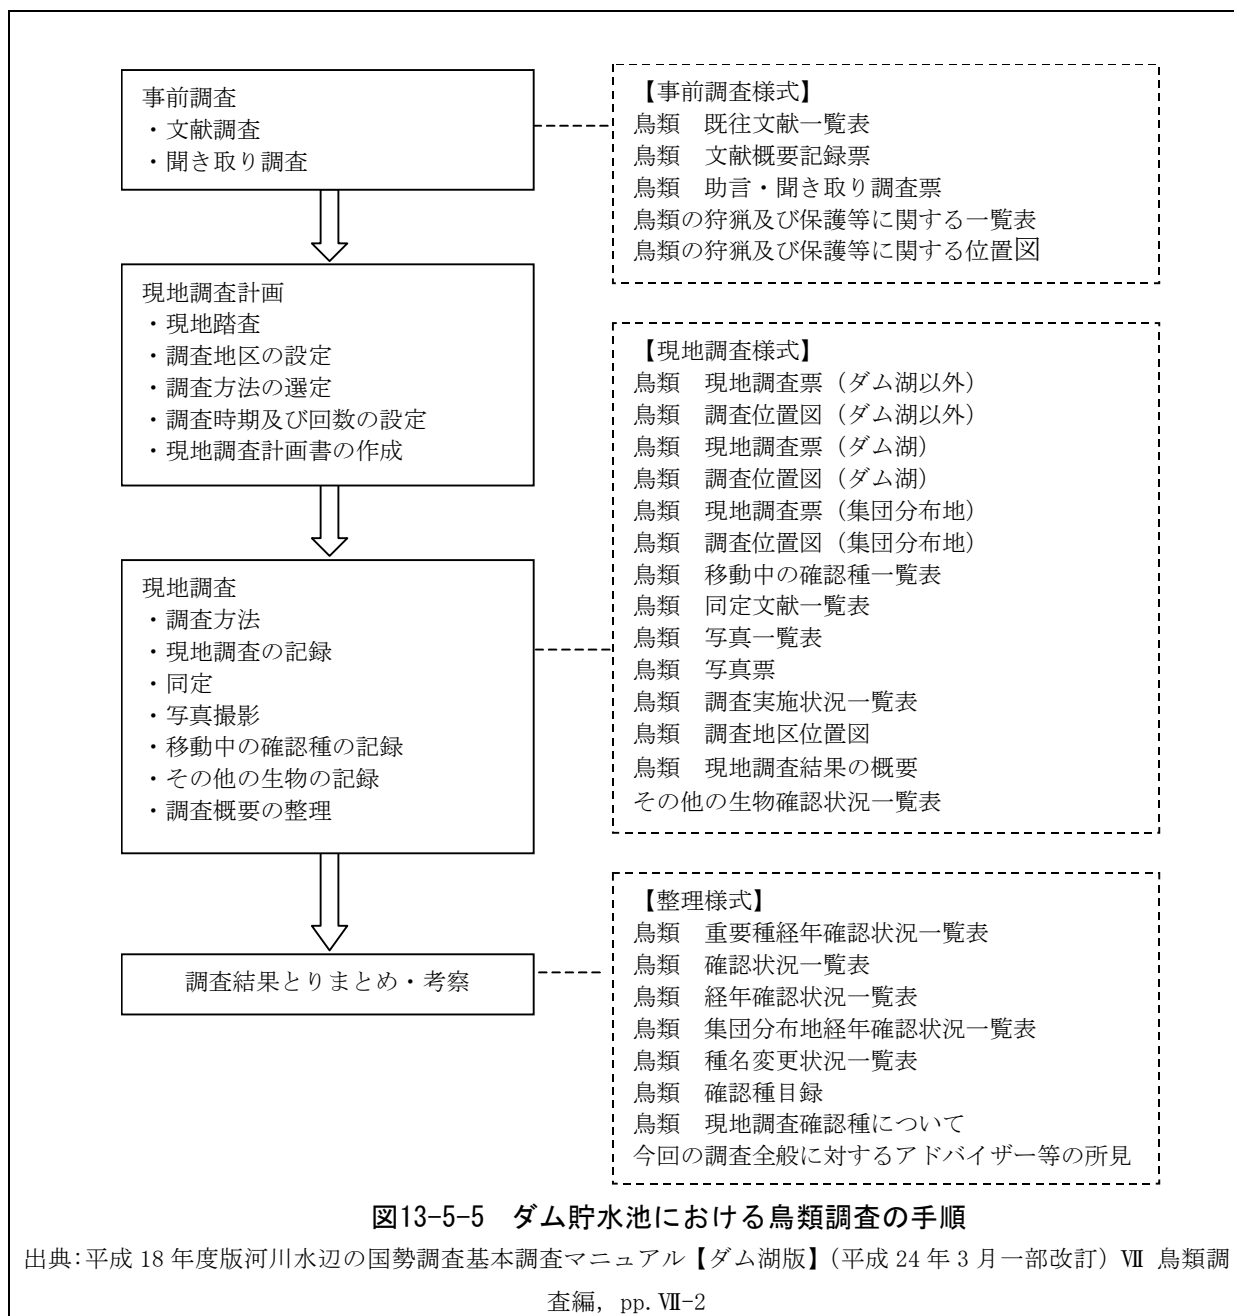 事前調査
・文献調査
・聞き取り調査
【事前調査様式】
鳥類　既往文献一覧表
鳥類　文献概要記録票
鳥類　助言・聞き取り調査票
鳥類の狩猟及び保護等に関する一覧表
鳥類の狩猟及び保護等に関する位置図
現地調査計画
・現地踏査
・調査地区の設定
・調査方法の選定
・調査時期及び回数の設定
・現地調査計画書の作成
現地調査
・調査方法
・現地調査の記録
・同定
・写真撮影
・移動中の確認種の記録
・その他の生物の記録
・調査概要の整理
【現地調査様式】
鳥類　現地調査票（ダム湖以外）
鳥類　調査位置図（ダム湖以外）
鳥類　現地調査票（ダム湖）
鳥類　調査位置図（ダム湖）
鳥類　現地調査票（集団分布地）
鳥類　調査位置図（集団分布地）
鳥類　移動中の確認種一覧表
鳥類　同定文献一覧表
鳥類　写真一覧表
鳥類　写真票
鳥類　調査実施状況一覧表
鳥類　調査地区位置図
鳥類　現地調査結果の概要
その他の生物確認状況一覧表
調査結果とりまとめ・考察
【整理様式】
鳥類　重要種経年確認状況一覧表
鳥類　確認状況一覧表
鳥類　経年確認状況一覧表
鳥類　集団分布地経年確認状況一覧表
鳥類　種名変更状況一覧表
鳥類　確認種目録
鳥類　現地調査確認種について
今回の調査全般に対するアドバイザー等の所見
図13-5-5　ダム貯水池における鳥類調査の手順
出典:平成 18 年度版河川水辺の国勢調査基本調査マニュアル【ダム湖版】(平成 24 年 3 月一部改訂) Ⅶ 鳥類調
査編, pp. Ⅶ-2